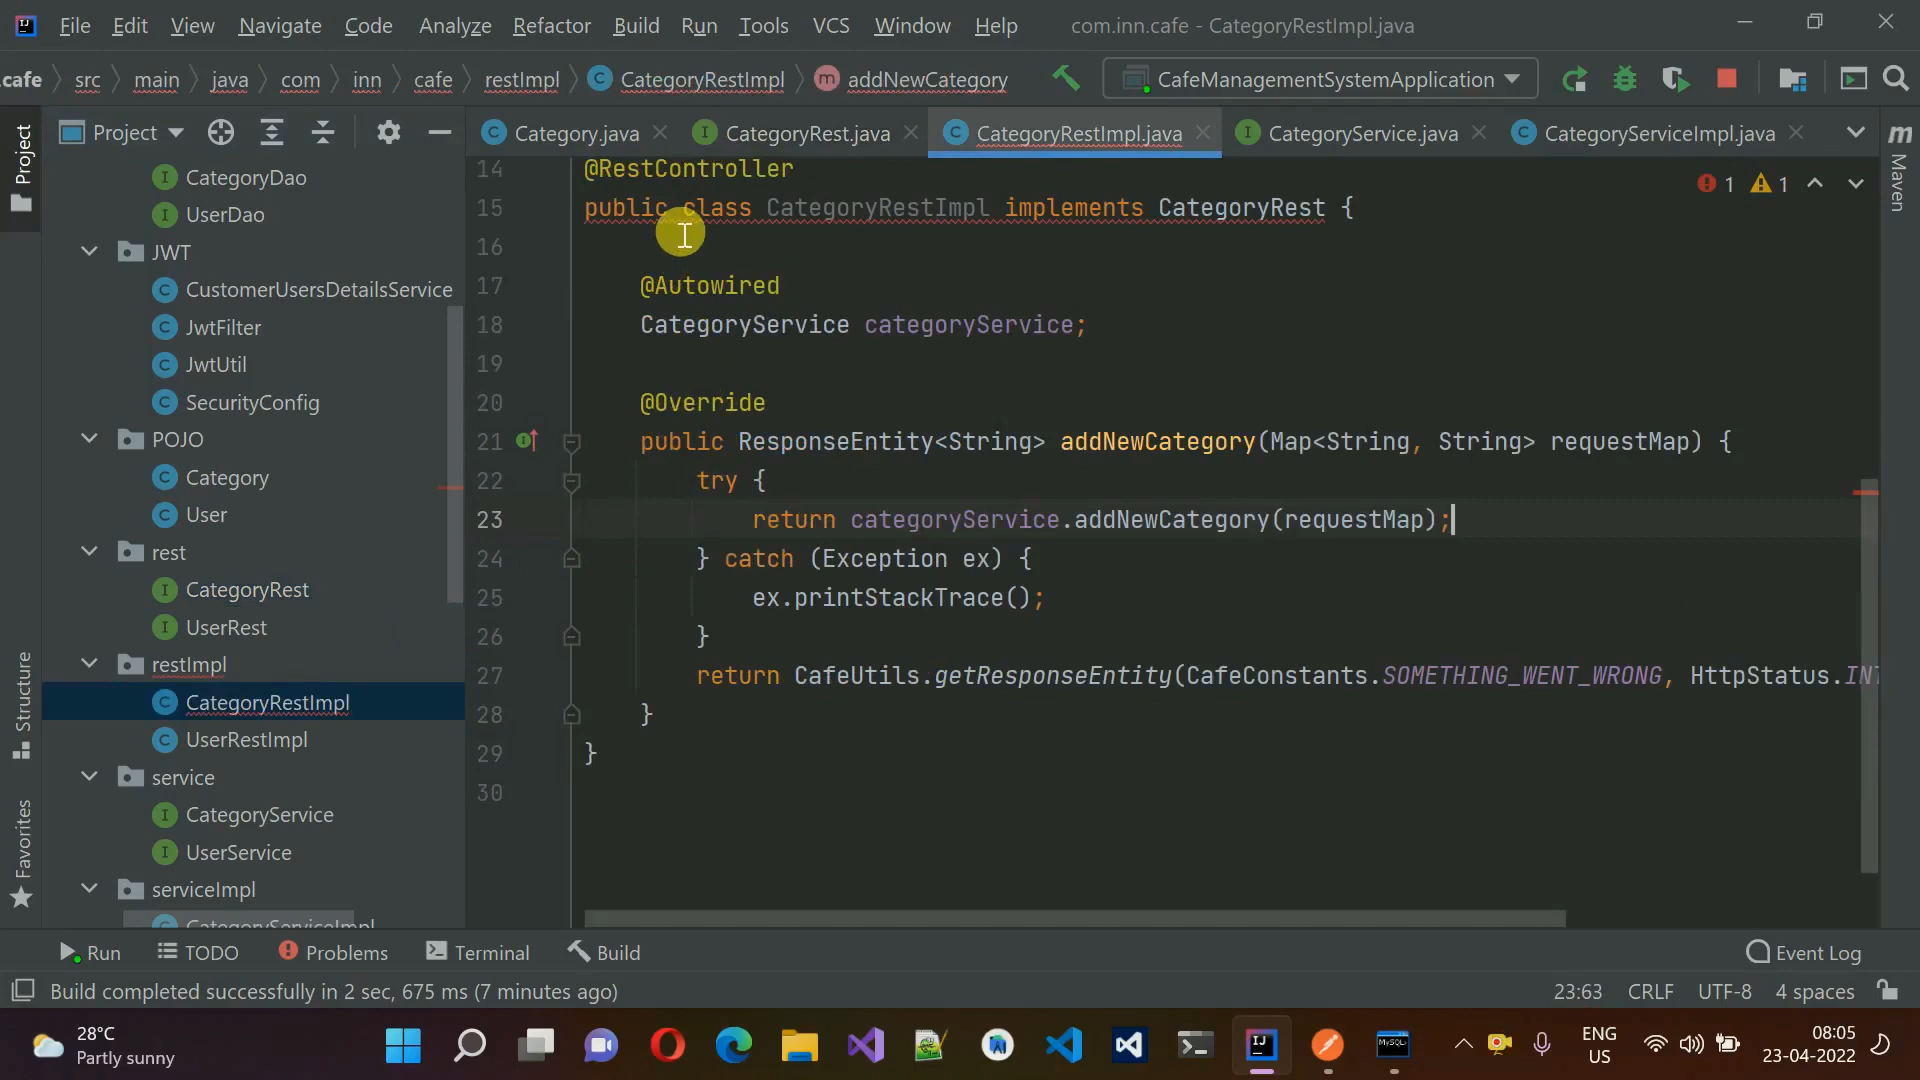 File Edit View Navigate Code Analyze Refactor Build Run Tools VCS Window Help com.inn.cafe - CategoryRestImpl.java
.cafe src main java com inn cafe restImpl CategoryRestImpl addNewCategory CafeManagementSystemApplication
Project
Category.java CategoryRest.java CategoryRestImpl.java CategoryService.java CategoryServiceImpl.java
Project
Structure
Favorites
Maven
CategoryDao
UserDao
JWT
CustomerUsersDetailsService
JwtFilter
JwtUtil
SecurityConfig
POJO
Category
User
rest
CategoryRest
UserRest
restImpl
CategoryRestImpl
UserRestImpl
service
CategoryService
UserService
serviceImpl
CategoryServiceImpl
1 1
14 @RestController
15 public class CategoryRestImpl implements CategoryRest {
16
17 @Autowired
18 CategoryService categoryService;
19
20 @Override
21 public ResponseEntity<String> addNewCategory(Map<String, String> requestMap) {
22 try {
23 return categoryService.addNewCategory(requestMap);
24 } catch (Exception ex) {
25 ex.printStackTrace();
26 }
27 return CafeUtils.getResponseEntity(CafeConstants.SOMETHING_WENT_WRONG, HttpStatus.INT
28 }
29 }
30
Run TODO Problems Terminal Build Event Log
Build completed successfully in 2 sec, 675 ms (7 minutes ago) 23:63 CRLF UTF-8 4 spaces
28°C
Partly sunny
ENG
US
08:05
23-04-2022